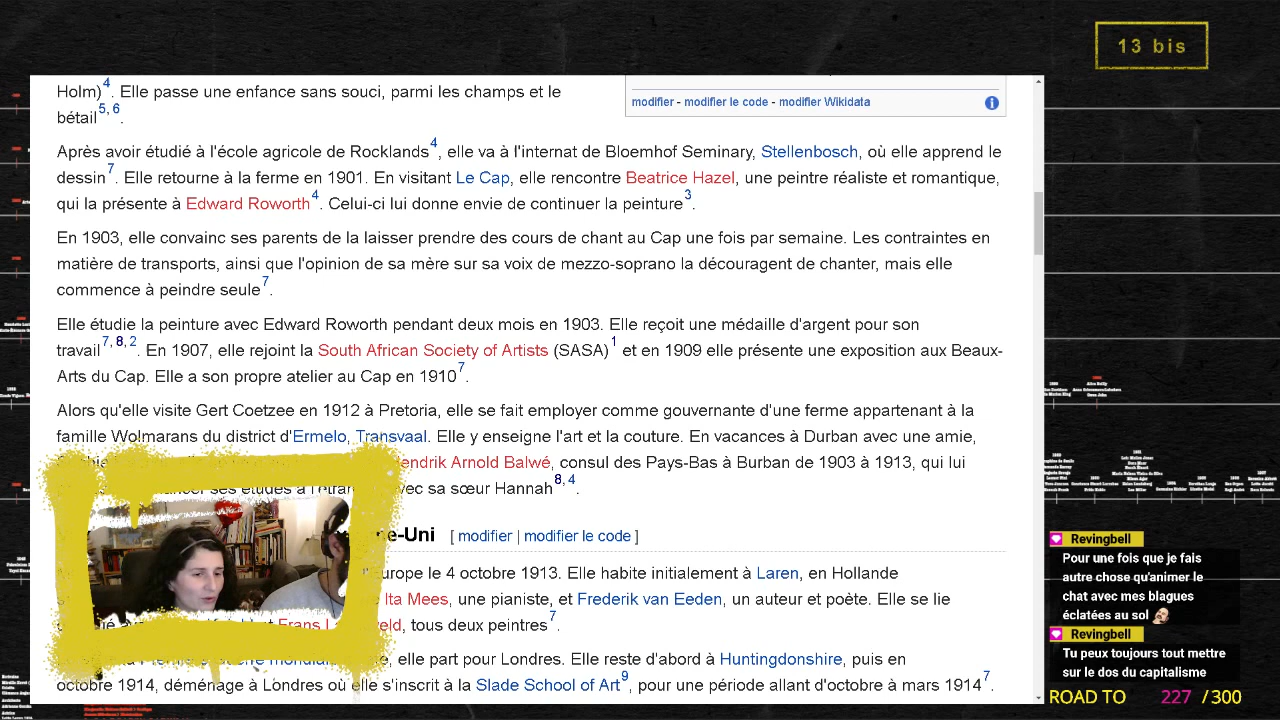 13 bis
Holm)4. Elle passe une enfance sans souci, parmi les champs et le
bétail5, 6.
modifier - modifier le code - modifier Wikidata
Après avoir étudié à l'école agricole de Rocklands4, elle va à l'internat de Bloemhof Seminary, Stellenbosch, où elle apprend le
dessin7. Elle retourne à la ferme en 1901. En visitant Le Cap, elle rencontre Beatrice Hazel, une peintre réaliste et romantique,
qui la présente à Edward Roworth4. Celui-ci lui donne envie de continuer la peinture3.
En 1903, elle convainc ses parents de la laisser prendre des cours de chant au Cap une fois par semaine. Les contraintes en
matière de transports, ainsi que l'opinion de sa mère sur sa voix de mezzo-soprano la découragent de chanter, mais elle
commence à peindre seule7.
Elle étudie la peinture avec Edward Roworth pendant deux mois en 1903. Elle reçoit une médaille d'argent pour son
travail7, 8, 2. En 1907, elle rejoint la South African Society of Artists (SASA)1 et en 1909 elle présente une exposition aux Beaux-
Arts du Cap. Elle a son propre atelier au Cap en 19107.
Alors qu'elle visite Gert Coetzee en 1912 à Pretoria, elle se fait employer comme gouvernante d'une ferme appartenant à la
famille Wolmarans du district d'Ermelo, Transvaal. Elle y enseigne l'art et la couture. En vacances à Durban avec une amie,
endrik Arnold Balwé, consul des Pays-Bas à Burban de 1903 à 1913, qui lui
ses études à l'étran avec sa sœur Hannah8, 4.
e-Uni [ modifier | modifier le code ]
urope le 4 octobre 1913. Elle habite initialement à Laren, en Hollande
Ita Mees, une pianiste, et Frederik van Eeden, un auteur et poète. Elle se lie
Frans L eld, tous deux peintres7.
elle part pour Londres. Elle reste d'abord à Huntingdonshire, puis en
octobre 1914, déménage à Londres où elle s'inscrit à la Slade School of Art9, pour une période allant d'octobre à mars 19147.
Revingbell
Pour une fois que je fais
autre chose qu'animer le
chat avec mes blagues
éclatées au sol
Revingbell
Tu peux toujours tout mettre
sur le dos du capitalisme
ROAD TO 227 / 300